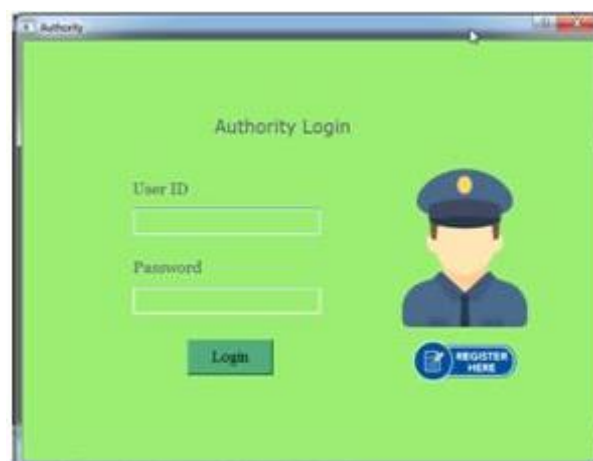 Authority
Authority Login
User ID
Password
Login
REGISTER
HERE